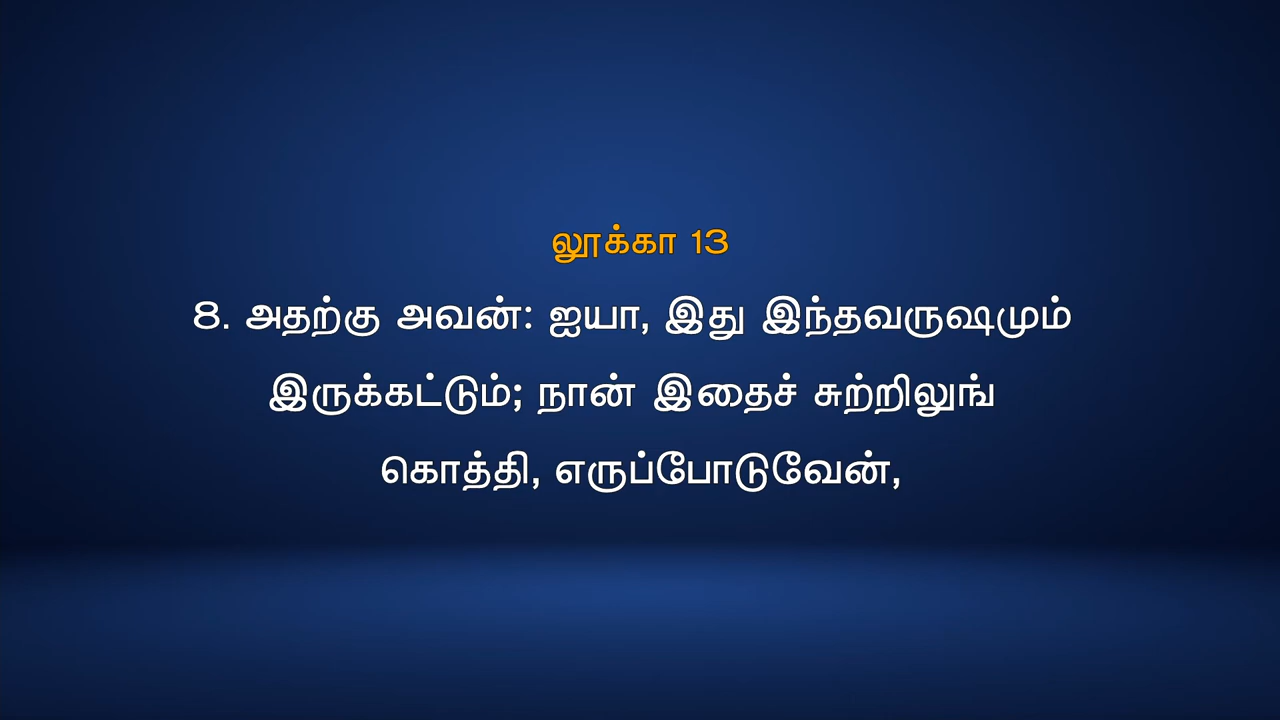 லூக்கா 13
8. அதற்கு அவன்: ஐயா, இது இந்தவருஷமும்
இருக்கட்டும்; நான் இதைச் சுற்றிலுங்
கொத்தி, எருப்போடுவேன்,